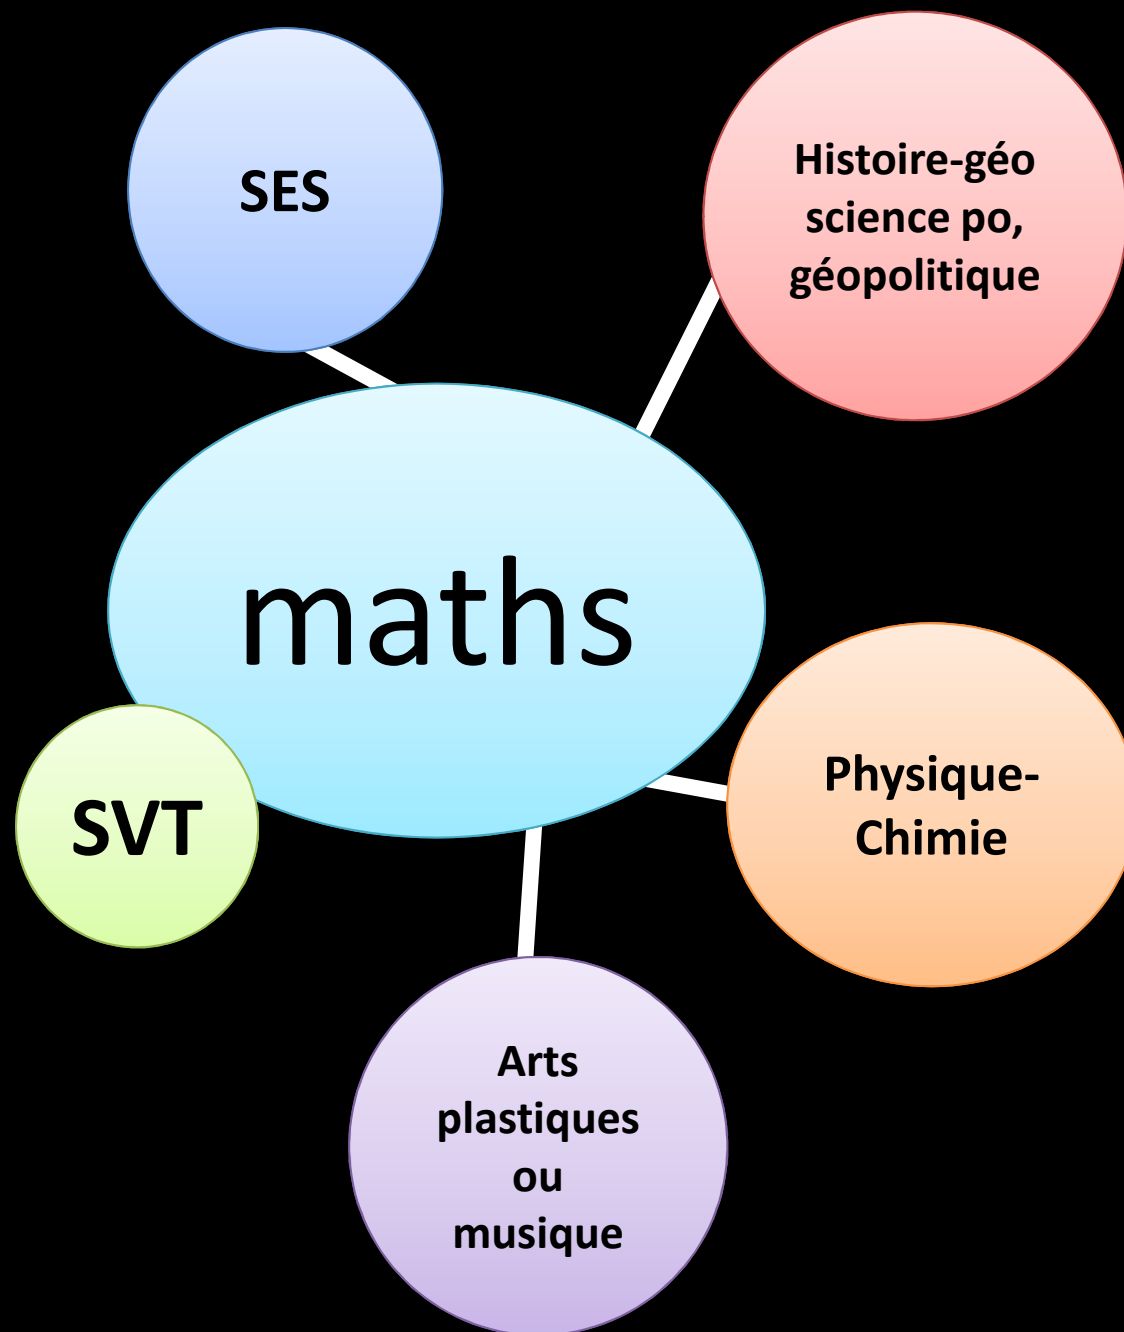 SES
Histoire-géo
science po,
géopolitique
maths
Physique-
Chimie
SVT
Arts
plastiques
ou
musique